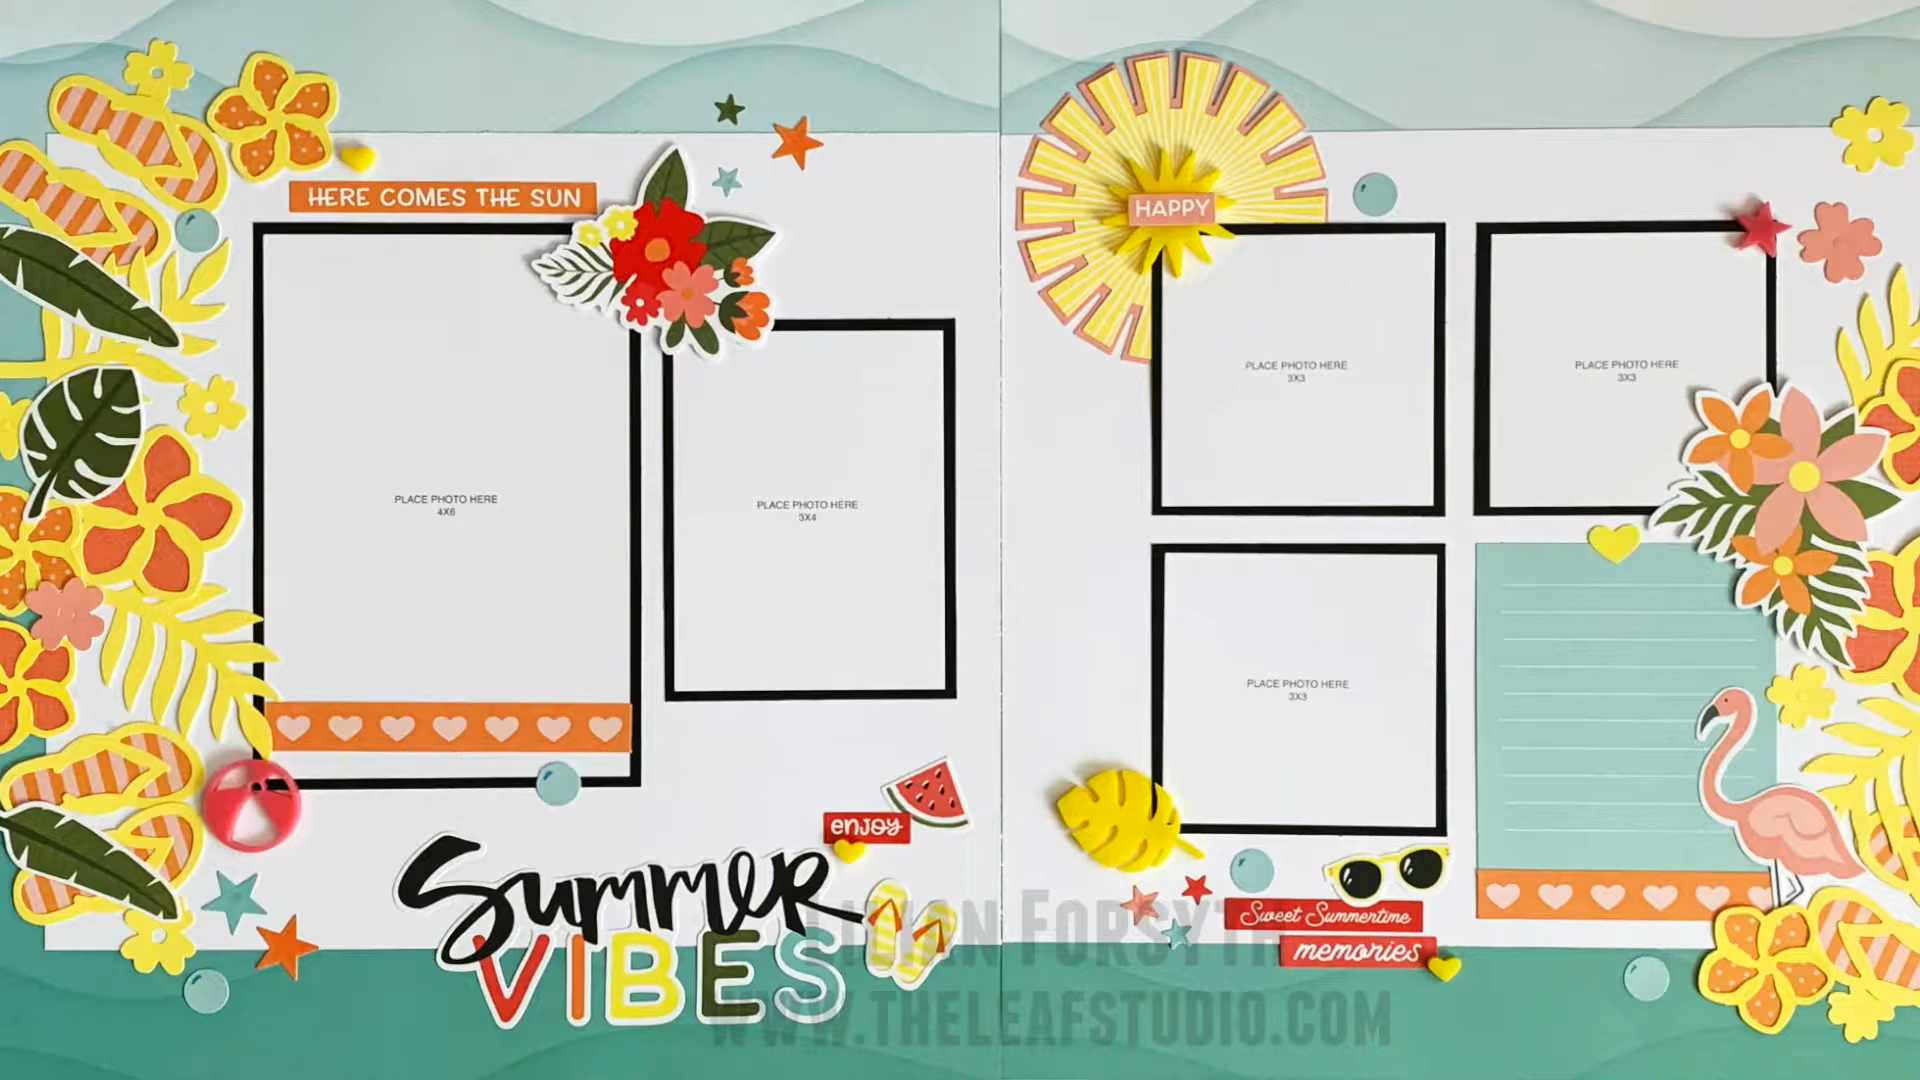 HERE COMES THE SUN
PLACE PHOTO HERE
4X6
PLACE PHOTO HERE
3X4
enjoy
Summer
VIBES
HAPPY
PLACE PHOTO HERE
3X3
PLACE PHOTO HERE
3X3
PLACE PHOTO HERE
3X3
Sweet Summertime
memories
LILIAN FORSYTH
WWW.THELEAFSTUDIO.COM